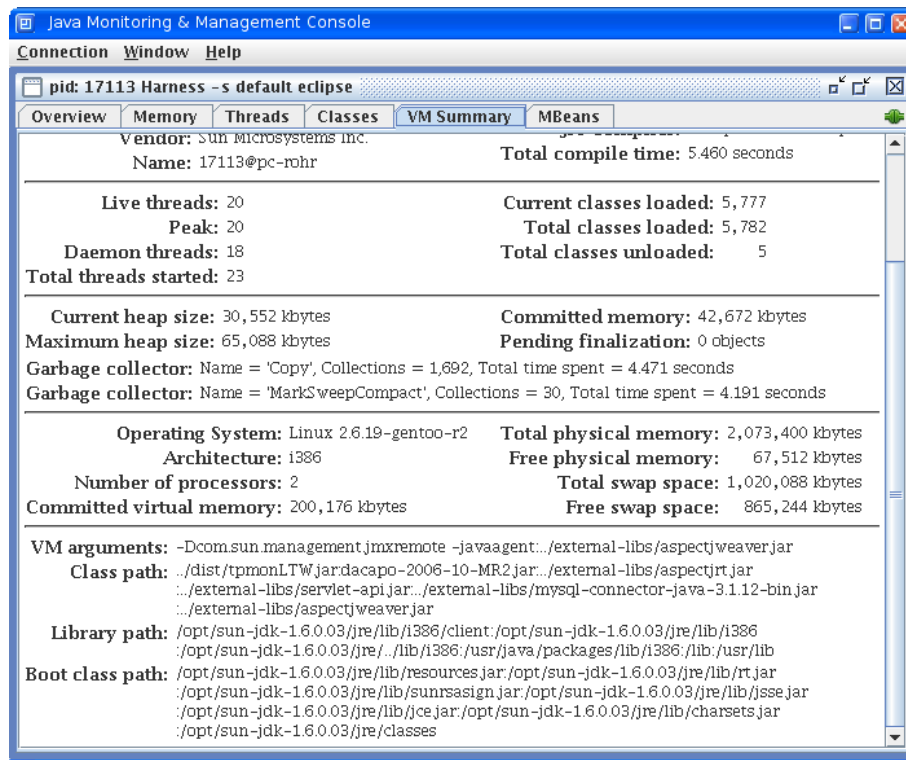 Java Monitoring & Management Console
Connection Window Help
pid: 17113 Harness -s default eclipse
Overview Memory Threads Classes VM Summary MBeans
Vendor: Sun Microsystems Inc.
Name: 17113@pc-rohr
Total compile time: 5.460 seconds
Live threads: 20
Peak: 20
Daemon threads: 18
Total threads started: 23
Current classes loaded: 5,777
Total classes loaded: 5,782
Total classes unloaded: 5
Current heap size: 30,552 kbytes
Maximum heap size: 65,088 kbytes
Committed memory: 42,672 kbytes
Pending finalization: 0 objects
Garbage collector: Name = 'Copy', Collections = 1,692, Total time spent = 4.471 seconds
Garbage collector: Name = 'MarkSweepCompact', Collections = 30, Total time spent = 4.191 seconds
Operating System: Linux 2.6.19-gentoo-r2
Architecture: i386
Number of processors: 2
Committed virtual memory: 200,176 kbytes
Total physical memory: 2,073,400 kbytes
Free physical memory: 67,512 kbytes
Total swap space: 1,020,088 kbytes
Free swap space: 865,244 kbytes
VM arguments: -Dcom.sun.management.jmxremote -javaagent:../external-libs/aspectjweaver.jar
Class path: ../dist/tpmonLTW.jar:dacapo-2006-10-MR2.jar:../external-libs/aspectjrt.jar
:../external-libs/servlet-api.jar:../external-libs/mysql-connector-java-3.1.12-bin.jar
:../external-libs/aspectjweaver.jar
Library path: /opt/sun-jdk-1.6.0.03/jre/lib/i386/client:/opt/sun-jdk-1.6.0.03/jre/lib/i386
:/opt/sun-jdk-1.6.0.03/jre/../lib/i386:/usr/java/packages/lib/i386:/lib:/usr/lib
Boot class path: /opt/sun-jdk-1.6.0.03/jre/lib/resources.jar:/opt/sun-jdk-1.6.0.03/jre/lib/rt.jar
:/opt/sun-jdk-1.6.0.03/jre/lib/sunrsasign.jar:/opt/sun-jdk-1.6.0.03/jre/lib/jsse.jar
:/opt/sun-jdk-1.6.0.03/jre/lib/jce.jar:/opt/sun-jdk-1.6.0.03/jre/lib/charsets.jar
:/opt/sun-jdk-1.6.0.03/jre/classes